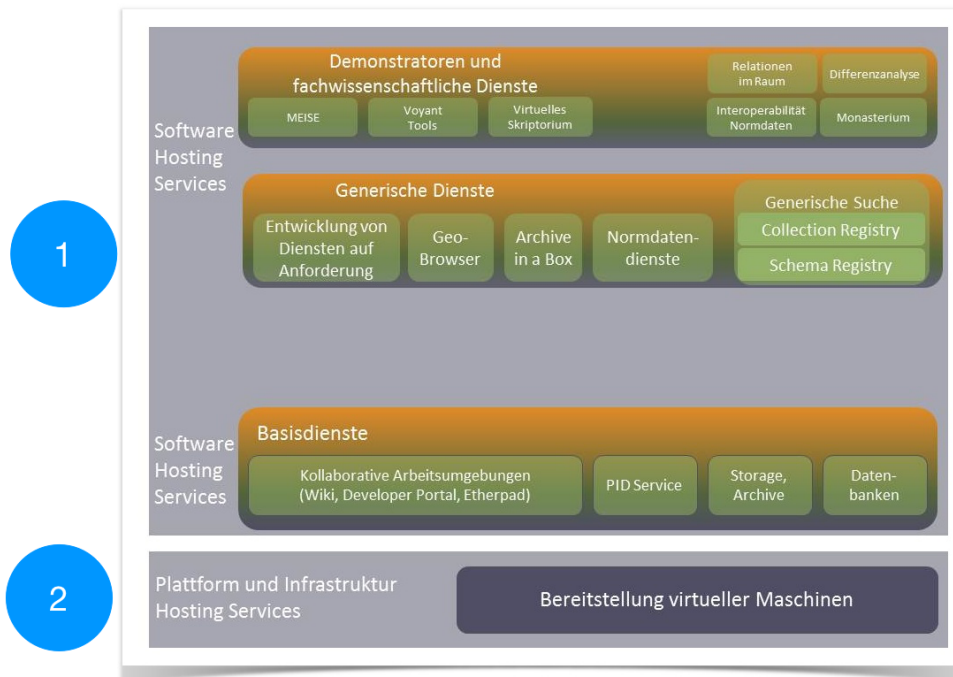 Demonstratoren und
fachwissenschaftliche Dienste
MEISE
Voyant
Tools
Virtuelles
Skriptorium
Relationen
im Raum
Differenzanalyse
Interoperabilität
Normdaten
Monasterium
Software
Hosting
Services
1
Generische Dienste
Entwicklung von
Diensten auf
Anforderung
Geo-
Browser
Archive
in a Box
Normdaten-
dienste
Generische Suche
Collection Registry
Schema Registry
Software
Hosting
Services
Basisdienste
Kollaborative Arbeitsumgebungen
(Wiki, Developer Portal, Etherpad)
PID Service
Storage,
Archive
Daten-
banken
2
Plattform und Infrastruktur
Hosting Services
Bereitstellung virtueller Maschinen